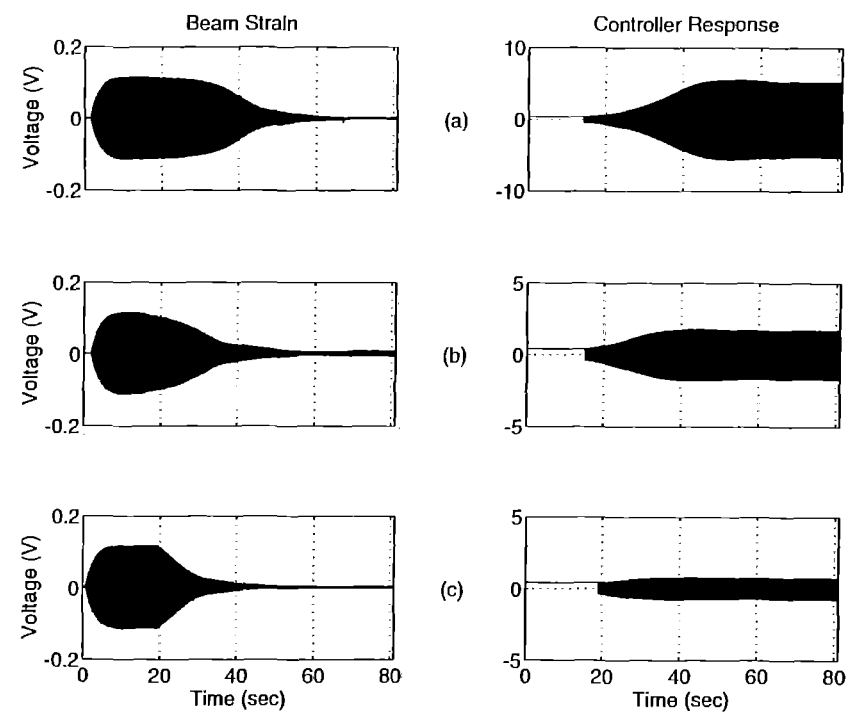 Beam Strain
Controller Response
0.2
0
-0.2
Voltage (V)
(a)
10
0
-10
0.2
0
-0.2
Voltage (V)
(b)
5
0
-5
0.2
0
-0.2
Voltage (V)
0 20 40 60 80
Time (sec)
(c)
5
0
-5
0 20 40 60 80
Time (sec)